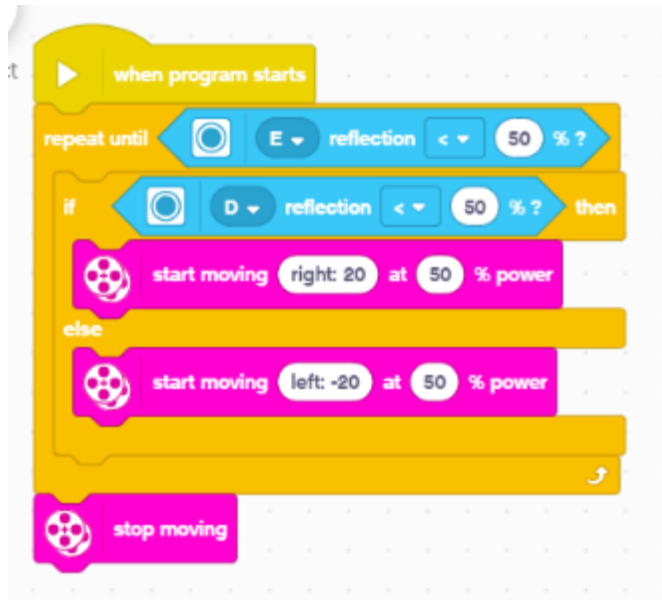 ct
when program starts
repeat until E reflection < 50 % ?
if D reflection < 50 % ? then
start moving right: 20 at 50 % power
else
start moving left: -20 at 50 % power
stop moving